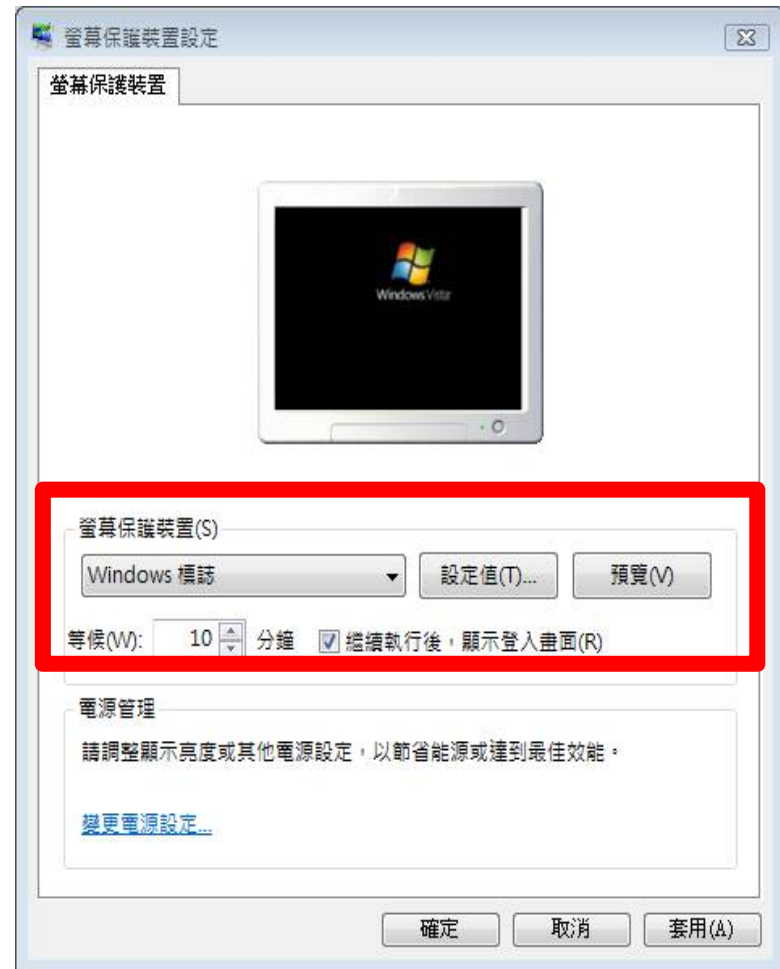 螢幕保護裝置設定
螢幕保護裝置
Windows Vista
螢幕保護裝置(S)
Windows 標誌
設定值(T)...
預覽(V)
等候(W): 10 分鐘 繼續執行後，顯示登入畫面(R)
電源管理
請調整顯示亮度或其他電源設定，以節省能源或達到最佳效能。
變更電源設定...
確定 取消 套用(A)